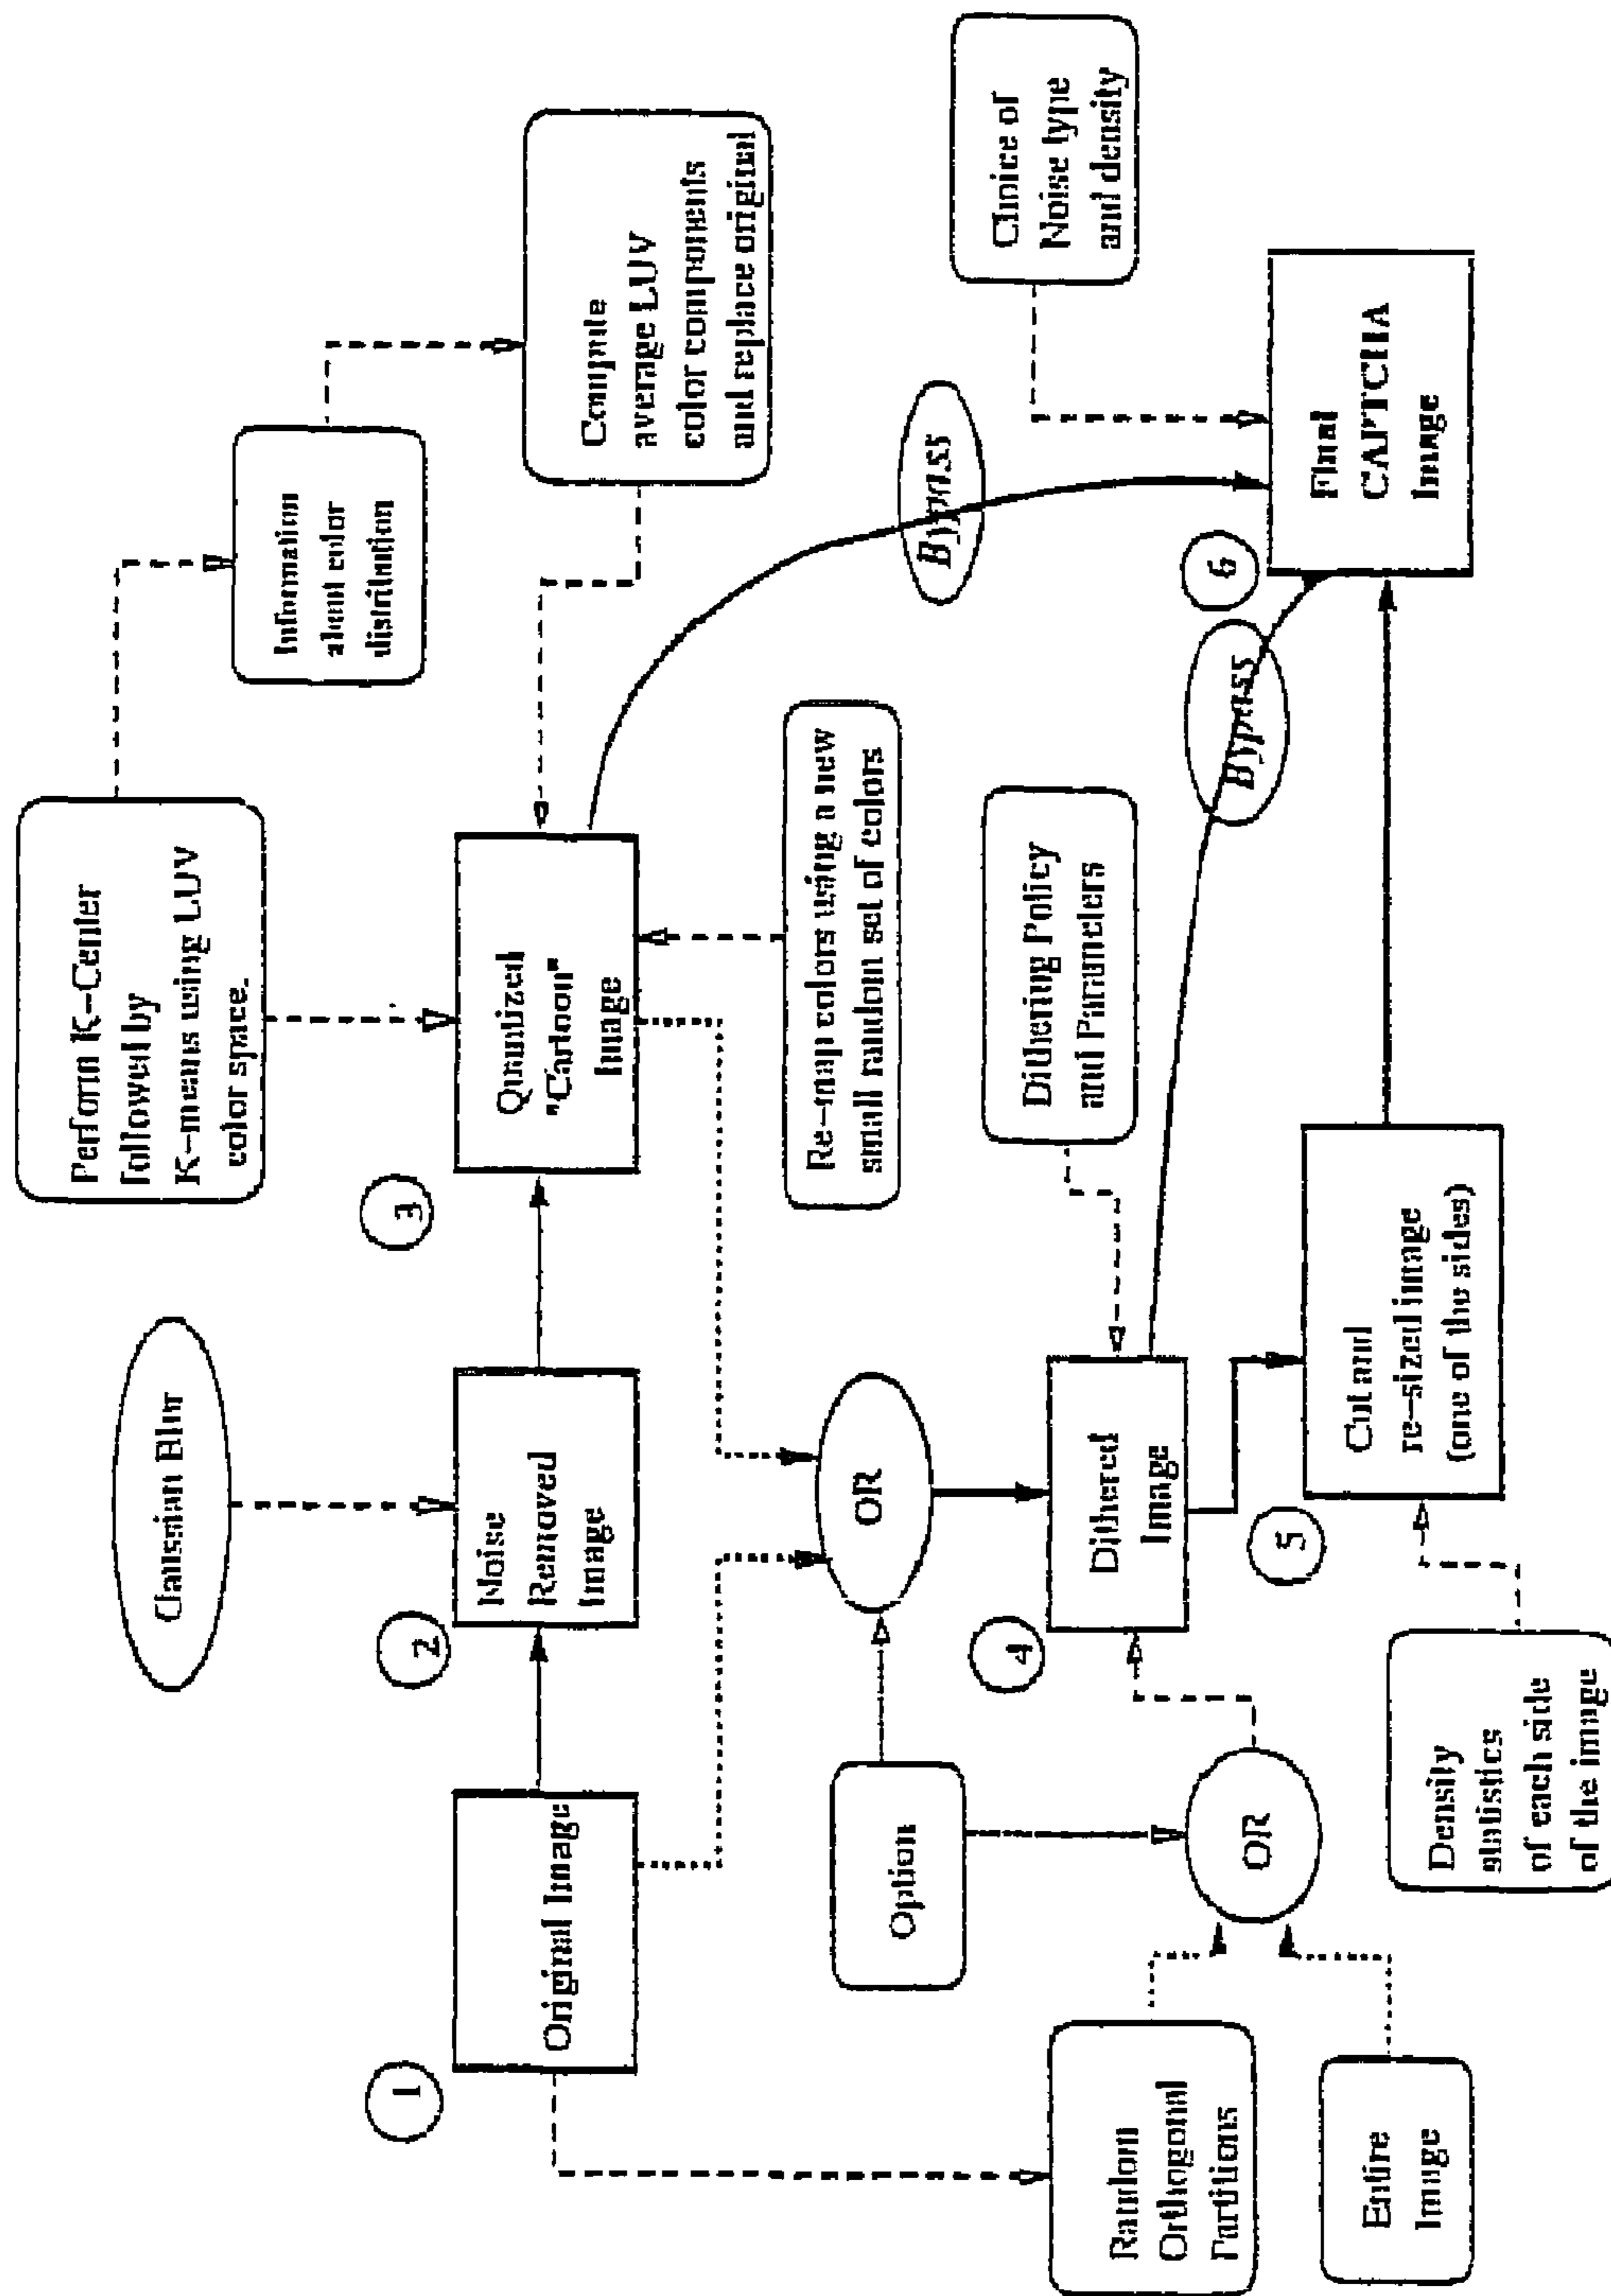 Perform K-Center
followed by
K-means using LUV
color space.
Information
about color
distribution
Compute
average LUV
color components
and replace original
Gaussian Blur
1
Original Image
2
Noise
Removed
Image
3
Quntized
"Cartoon"
Image
Re-map colors using a new
small random set of colors
Bypass
Choice of
Noise type
and density
OR
Option
4
Dithered
Image
Dithering Policy
and Parameters
Bypass
6
Final
CAPTCHA
Image
Random
Orthogonal
Partitions
OR
Entire
Image
5
Cut and
re-sized image
(one of the sides)
Density
statistics
of each side
of the image